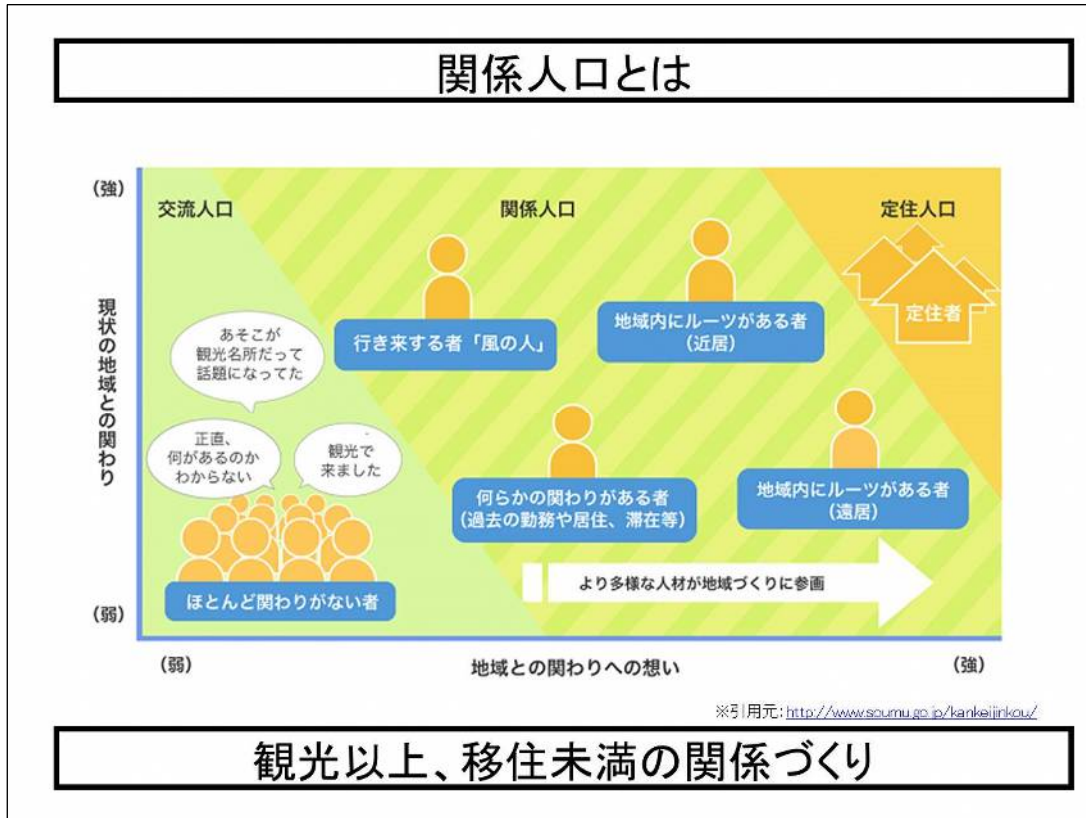 関係人口とは
(強)
交流人口
関係人口
定住人口
行き来する者「風の人」
地域内にルーツがある者
(近居)
定住者
現状の地域との関わり
あそこが
観光名所だって
話題になってた
正直、
何があるのか
わからない
観光で
来ました
何らかの関わりがある者
(過去の勤務や居住、滞在等)
地域内にルーツがある者
(遠居)
より多様な人材が地域づくりに参画
ほとんど関わりがない者
(弱)
(弱)
地域との関わりへの想い
(強)
※引用元:http://www.soumu.go.jp/kankeijinkou/
観光以上、移住未満の関係づくり